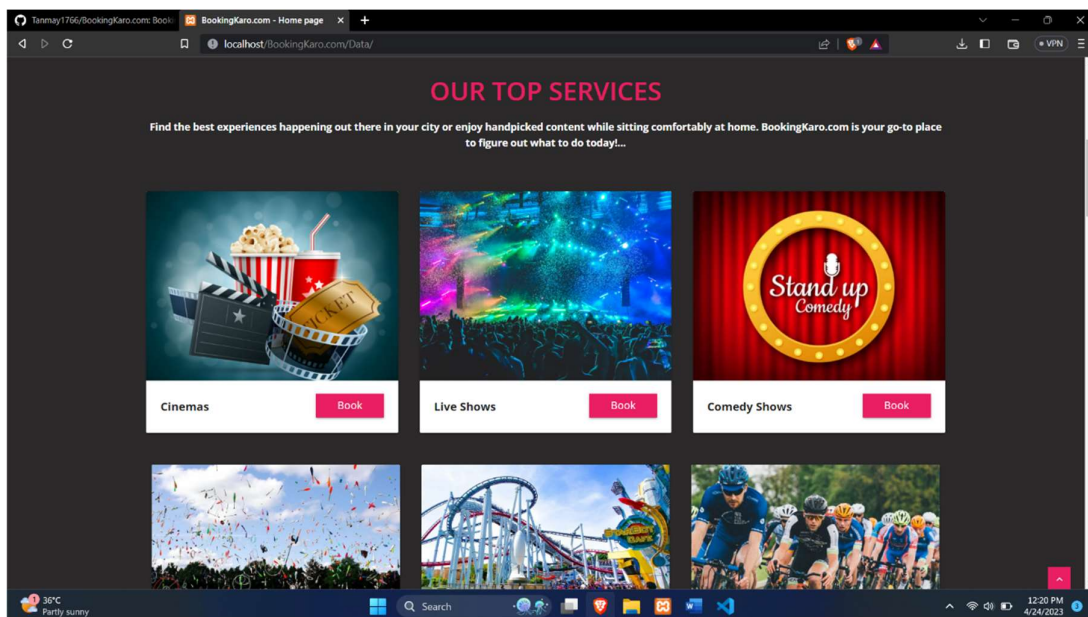 Tanmay1766/BookingKaro.com: Book
BookingKaro.com - Home page
localhost/BookingKaro.com/Data/
VPN
OUR TOP SERVICES
Find the best experiences happening out there in your city or enjoy handpicked content while sitting comfortably at home. BookingKaro.com is your go-to place
to figure out what to do today!...
TICKET
Stand up
Comedy
Cinemas
Book
Live Shows
Book
Comedy Shows
Book
1
36°C
Partly sunny
Search
12:20 PM
4/24/2023